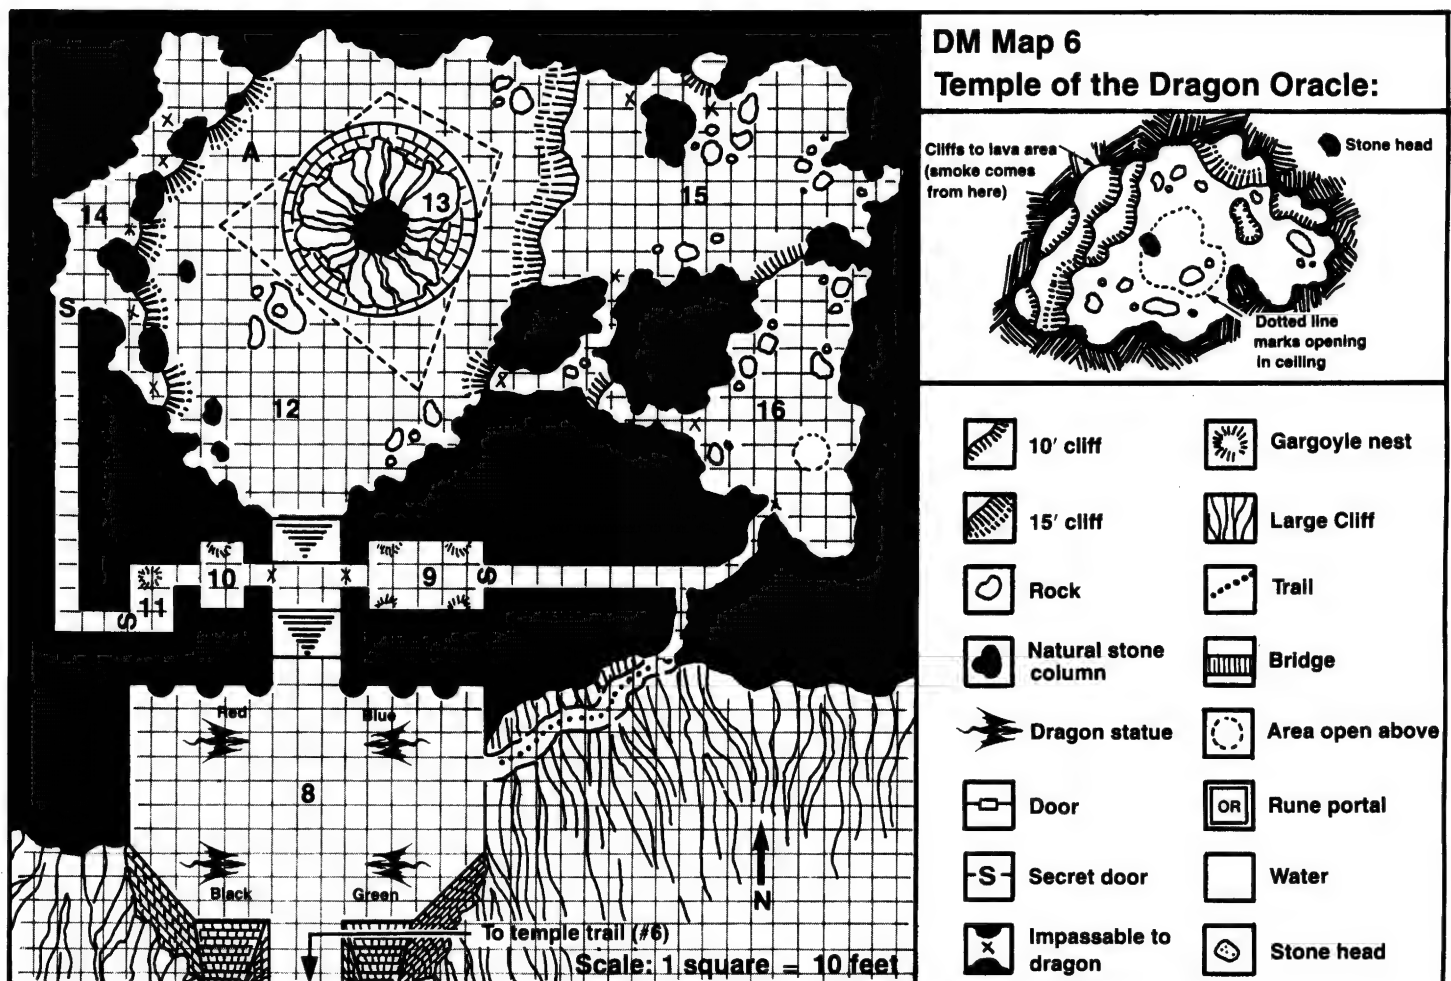 DM Map 6
Temple of the Dragon Oracle:
Cliffs to lava area
(smoke comes
from here)
Stone head
Dotted line
marks opening
in ceiling
A
13
14
15
S
12
16
10
9
S
11
S
Red
Blue
8
Black
Green
N
To temple trail (#6)
Scale: 1 square = 10 feet
10' cliff
Gargoyle nest
15' cliff
Large Cliff
Rock
Trail
Natural stone
column
Bridge
Dragon statue
Area open above
Door
OR
Rune portal
S
Secret door
Water
x
Impassable to
dragon
Stone head